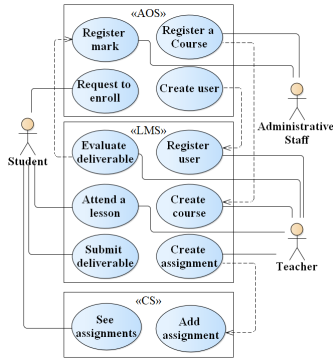 «AOS»
Register
mark
Register a
Course
Request to
enroll
Create user
Administrative
Staff
Student
«LMS»
Evaluate
deliverable
Register
user
Attend a
lesson
Create
course
Submit
deliverable
Create
assignment
Teacher
«CS»
See
assignments
Add
assignment